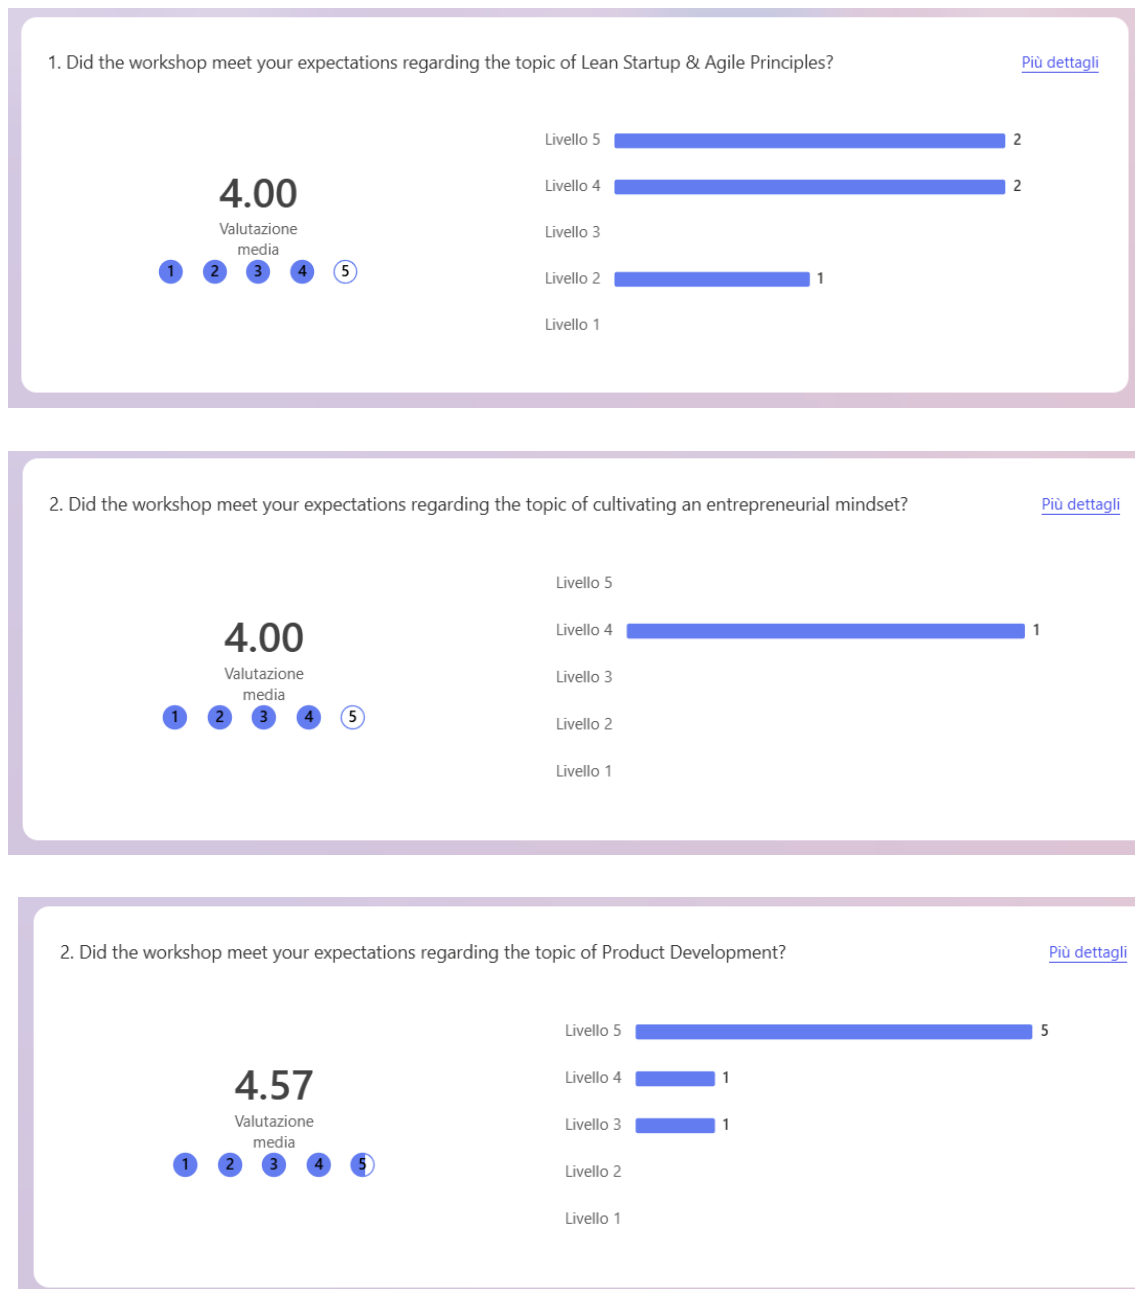 1. Did the workshop meet your expectations regarding the topic of Lean Startup & Agile Principles?
Più dettagli
4.00
Valutazione
media
1 2 3 4 5
Livello 5 2
Livello 4 2
Livello 3
Livello 2 1
Livello 1
2. Did the workshop meet your expectations regarding the topic of cultivating an entrepreneurial mindset?
Più dettagli
4.00
Valutazione
media
1 2 3 4 5
Livello 5
Livello 4 1
Livello 3
Livello 2
Livello 1
2. Did the workshop meet your expectations regarding the topic of Product Development?
Più dettagli
4.57
Valutazione
media
1 2 3 4 5
Livello 5 5
Livello 4 1
Livello 3 1
Livello 2
Livello 1